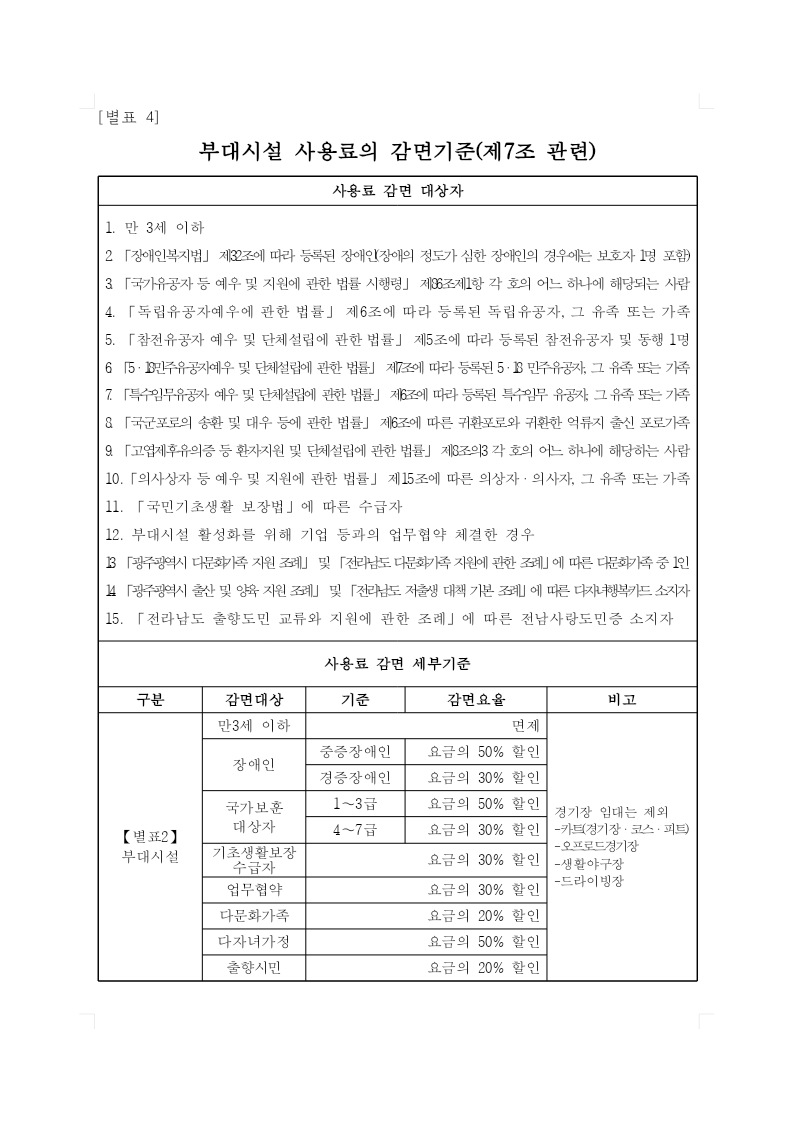 [별표 4]
부대시설 사용료의 감면기준(제7조 관련)
사용료 감면 대상자
1. 만 3세 이하
2. 「장애인복지법」 제32조에 따라 등록된 장애인(장애의 정도가 심한 장애인의 경우에는 보호자 1명 포함)
3. 「국가유공자 등 예우 및 지원에 관한 법률 시행령」 제86조제1항 각 호의 어느 하나에 해당되는 사람
4. 「독립유공자예우에 관한 법률」 제6조에 따라 등록된 독립유공자, 그 유족 또는 가족
5. 「참전유공자 예우 및 단체설립에 관한 법률」 제5조에 따라 등록된 참전유공자 및 동행 1명
6. 「5·18민주유공자예우 및 단체설립에 관한 법률」 제7조에 따라 등록된 5·18 민주유공자, 그 유족 또는 가족
7. 「특수임무유공자 예우 및 단체설립에 관한 법률」 제6조에 따라 등록된 특수임무 유공자, 그 유족 또는 가족
8. 「국군포로의 송환 및 대우 등에 관한 법률」 제6조에 따른 귀환포로와 귀환한 억류지 출신 포로가족
9. 「고엽제후유의증 등 환자지원 및 단체설립에 관한 법률」 제8조의3 각 호의 어느 하나에 해당하는 사람
10.「의사상자 등 예우 및 지원에 관한 법률」 제15조에 따른 의상자·의사자, 그 유족 또는 가족
11. 「국민기초생활 보장법」에 따른 수급자
12. 부대시설 활성화를 위해 기업 등과의 업무협약 체결한 경우
13. 「광주광역시 다문화가족 지원 조례」 및 「전라남도 다문화가족 지원에 관한 조례」에 따른 다문화가족 중 1인
14. 「광주광역시 출산 및 양육 지원 조례」 및 「전라남도 저출생 대책 기본 조례」에 따른 다자녀행복카드 소지자
15. 「전라남도 출향도민 교류와 지원에 관한 조례」에 따른 전남사랑도민증 소지자
사용료 감면 세부기준
구분 감면대상 기준 감면요율 비고
【별표2】
부대시설
만3세 이하 면제
장애인 중증장애인 요금의 50% 할인
경증장애인 요금의 30% 할인
국가보훈
대상자
1～3급 요금의 50% 할인
4～7급 요금의 30% 할인
기초생활보장
수급자
요금의 30% 할인
업무협약 요금의 30% 할인
다문화가족 요금의 20% 할인
다자녀가정 요금의 50% 할인
출향시민 요금의 20% 할인
경기장 임대는 제외
-카트(경기장·코스·피트)
-오프로드경기장
-생활야구장
-드라이빙장